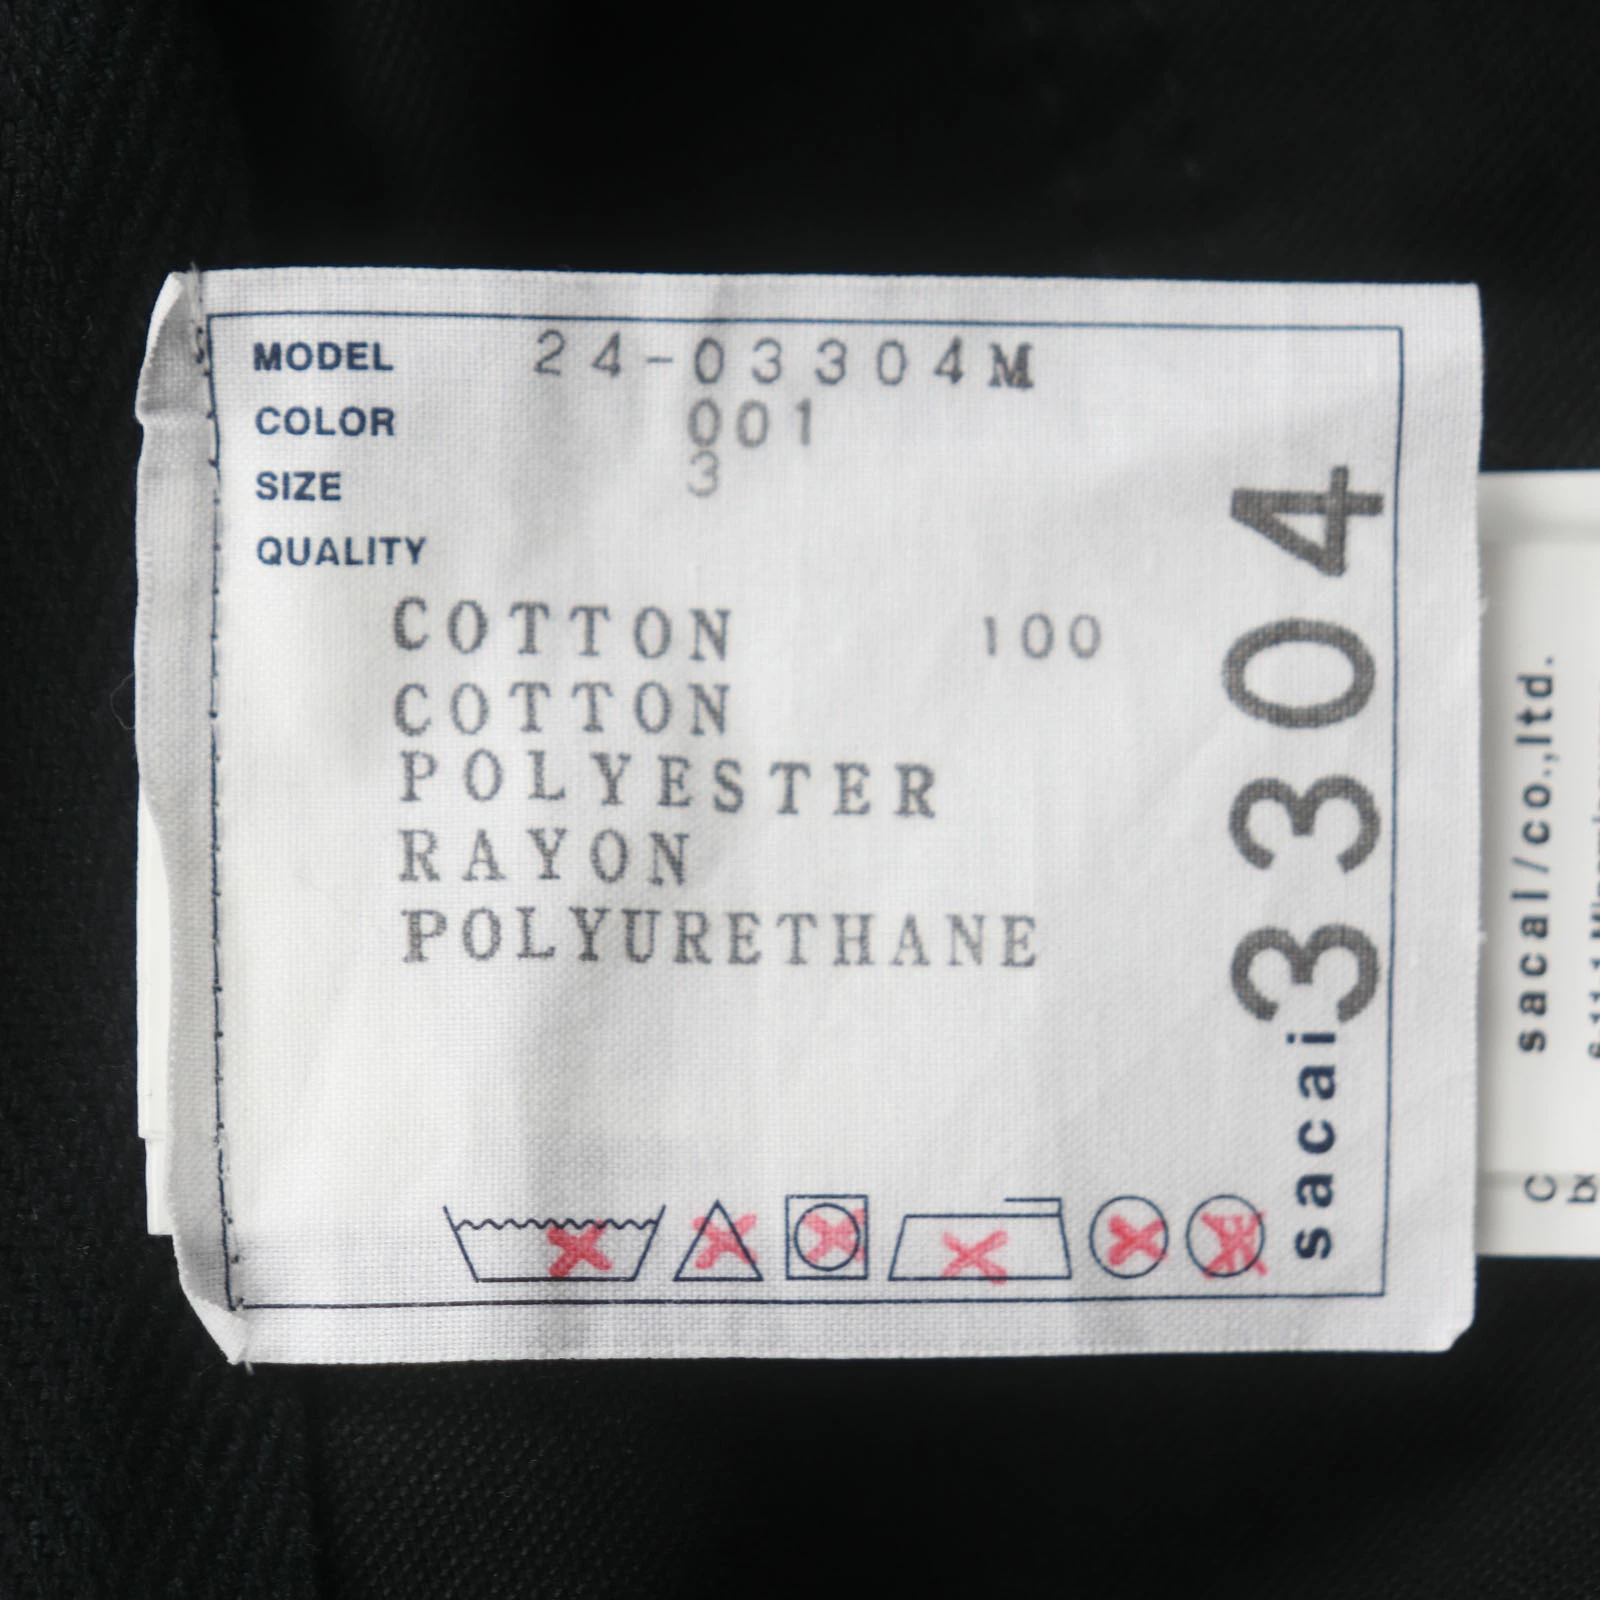 MODEL 24-03304M
COLOR 001
SIZE 3
QUALITY
COTTON 100
COTTON
POLYESTER
RAYON
POLYURETHANE
sacai 3304
sacai/co.,ltd.